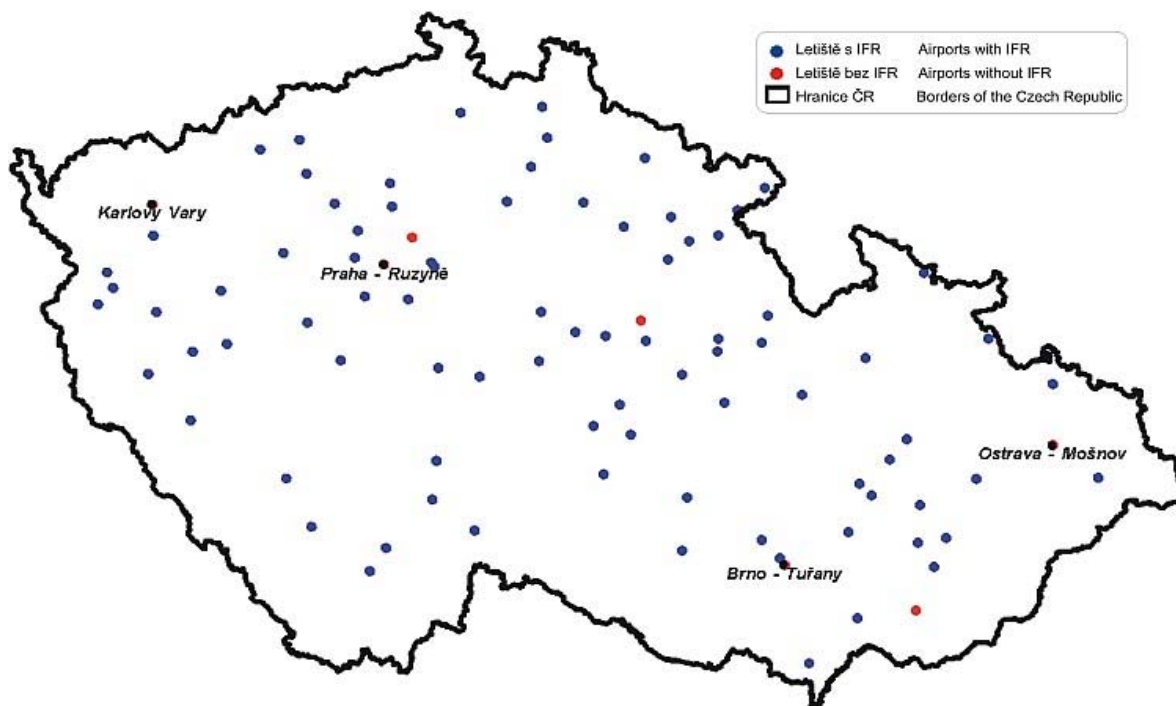 Letiště s IFR Airports with IFR
Letiště bez IFR Airports without IFR
Hranice ČR Borders of the Czech Republic
Karlovy Vary
Praha - Ruzyně
Ostrava - Mošnov
Brno - Tuřany